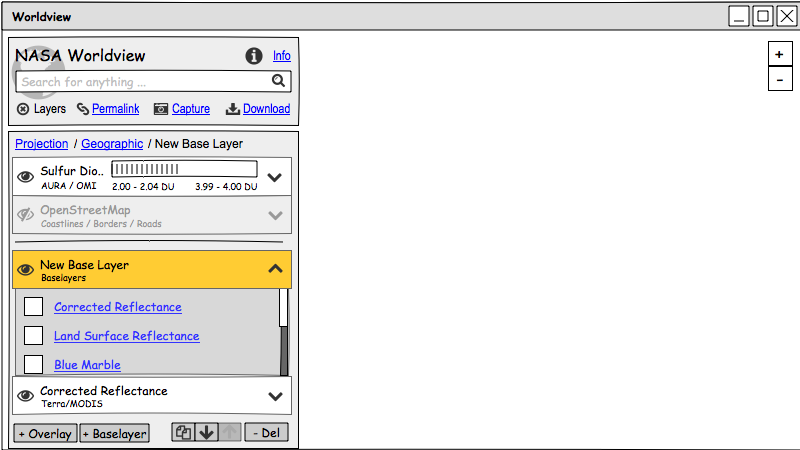 Worldview
NASA Worldview
Info
Search for anything ...
Layers Permalink Capture Download
Projection / Geographic / New Base Layer
Sulfur Dio..
AURA / OMI 2.00 - 2.04 DU 3.99 - 4.00 DU
OpenStreetMap
Coastlines / Borders / Roads
New Base Layer
Baselayers
Corrected Reflectance
Land Surface Reflectance
Blue Marble
Corrected Reflectance
Terra/MODIS
+ Overlay + Baselayer - Del
+
-